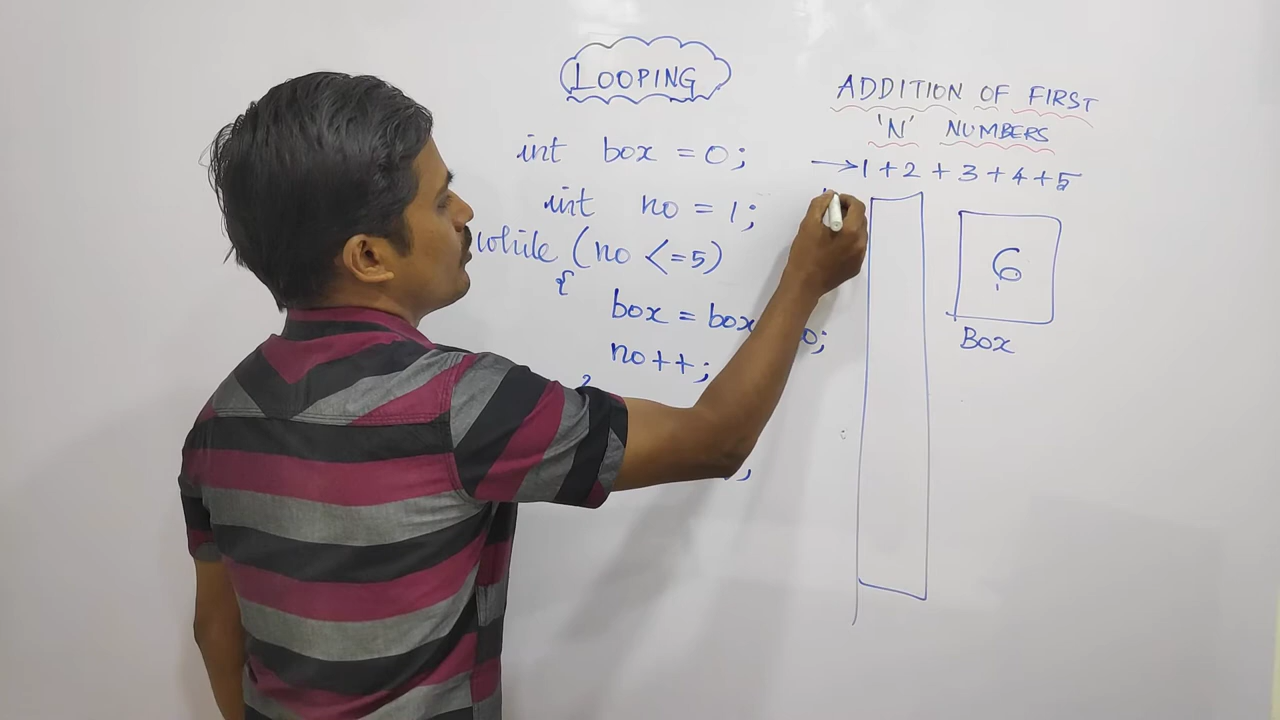 LOOPING
int box = 0;
int no = 1;
while (no <=5)
{
box = box
no++;
}
;
ADDITION OF FIRST
'N' NUMBERS
→1+2+3+4+5
6
BOX